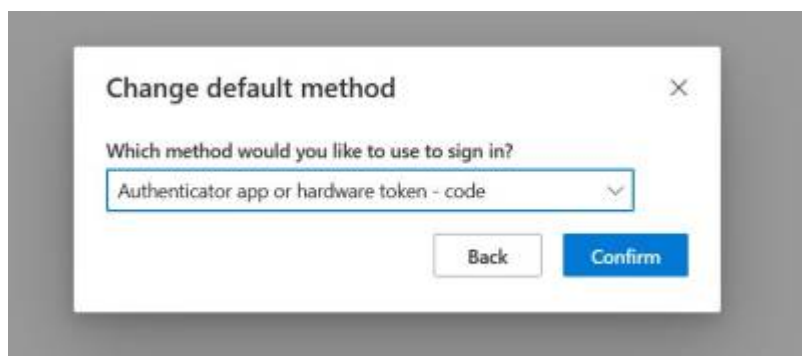 Change default method
Which method would you like to use to sign in?
Authenticator app or hardware token - code
Back
Confirm